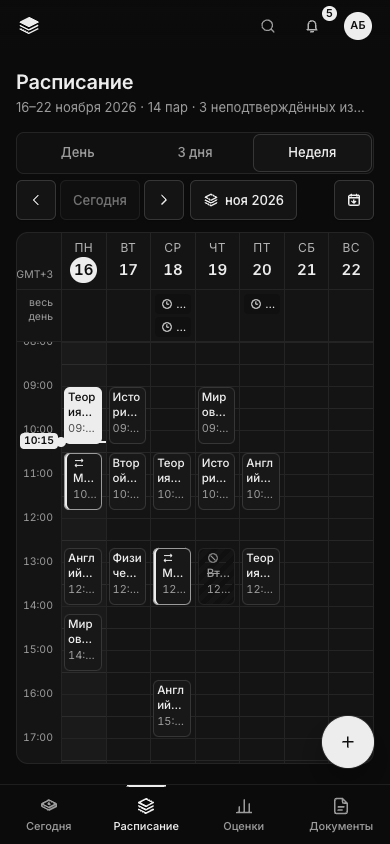 5
АБ
Расписание
16–22 ноября 2026 · 14 пар · 3 неподтверждённых из...
День
3 дня
Неделя
Сегодня
ноя 2026
GMT+3
ПН
16
ВТ
17
СР
18
ЧТ
19
ПТ
20
СБ
21
ВС
22
весь
день
...
...
...
08:00
09:00
10:00
10:15
11:00
12:00
13:00
14:00
15:00
16:00
17:00
Теор
ия...
09:...
Исто
ри...
09:...
Мир
ов...
09:...
М...
10...
Втор
ой...
10:...
Теор
ия...
10:...
Исто
ри...
10:...
Англ
ий...
10:...
Англ
ий...
12:...
Физи
че...
12:...
М...
12...
Вт...
12...
Теор
ия...
12:...
Мир
ов...
14:...
Англ
ий...
15:...
+
Сегодня
Расписание
Оценки
Документы